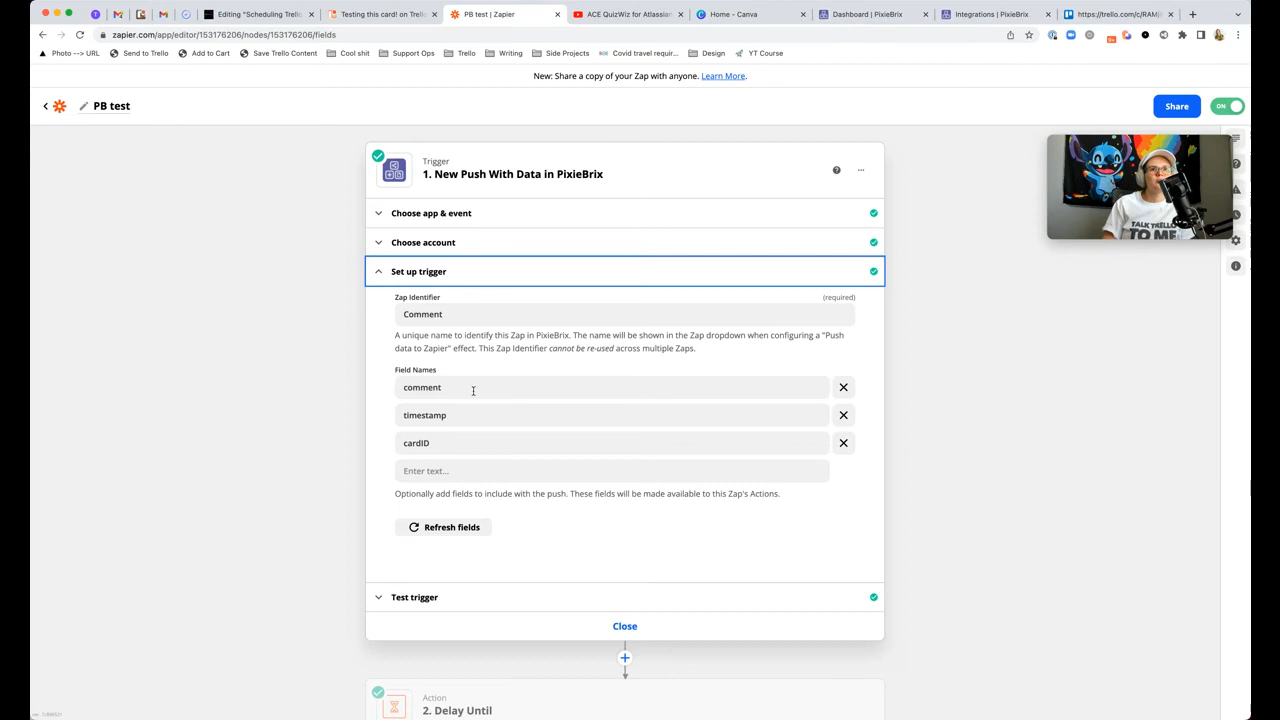 Editing "Scheduling Trello
Testing this card! on Trello
PB test | Zapier
ACE QuizWiz for Atlassian
Home - Canva
Dashboard | PixieBrix
Integrations | PixieBrix
https://trello.com/c/RAMj
zapier.com/app/editor/153176206/nodes/153176206/fields
Photo --> URL
Send to Trello
Add to Cart
Save Trello Content
Cool shit
Support Ops
Trello
Writing
Side Projects
Covid travel requir...
Design
YT Course
New: Share a copy of your Zap with anyone. Learn More.
PB test
Share
ON
Trigger
1. New Push With Data in PixieBrix
Choose app & event
Choose account
Set up trigger
Zap Identifier
(required)
Comment
A unique name to identify this Zap in PixieBrix. The name will be shown in the Zap dropdown when configuring a "Push
data to Zapier" effect. This Zap Identifier cannot be re-used across multiple Zaps.
Field Names
comment
timestamp
cardID
Enter text...
Optionally add fields to include with the push. These fields will be made available to this Zap's Actions.
Refresh fields
Test trigger
Close
Action
2. Delay Until
TALK TRELLO
TO ME